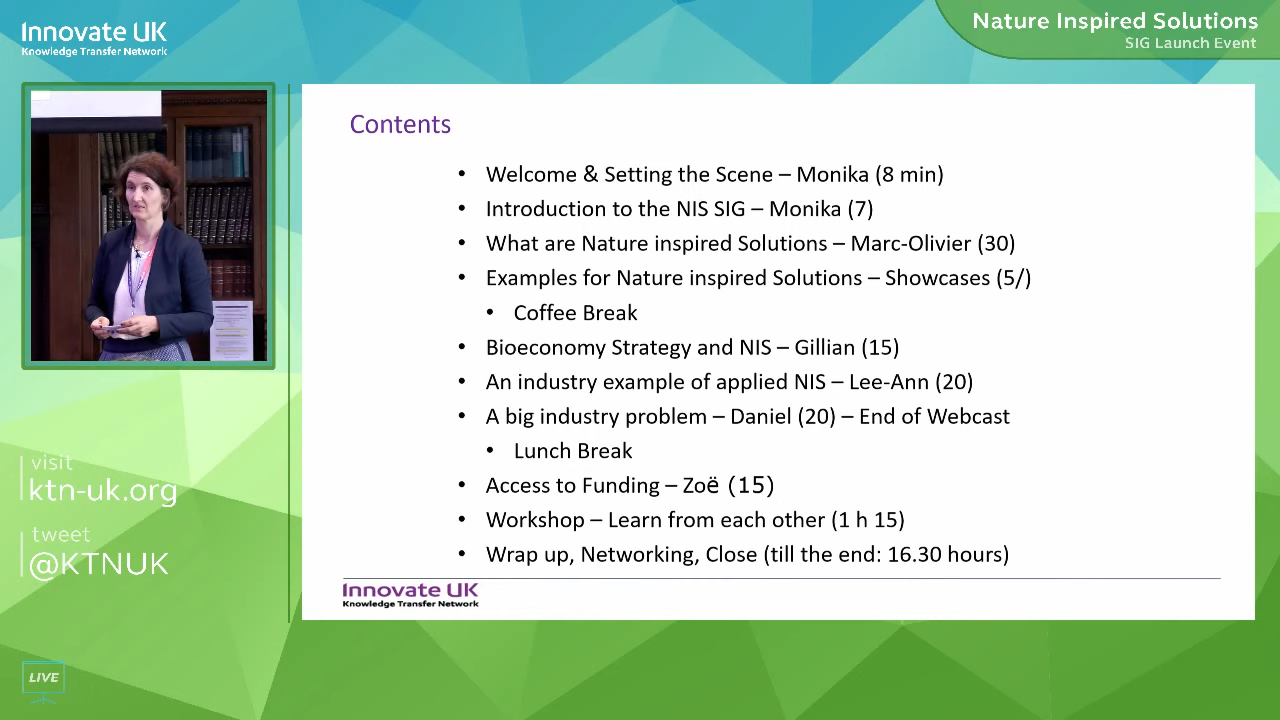 Innovate UK
Knowledge Transfer Network
Nature Inspired Solutions
SIG Launch Event
Contents
• Welcome & Setting the Scene – Monika (8 min)
• Introduction to the NIS SIG – Monika (7)
• What are Nature inspired Solutions – Marc-Olivier (30)
• Examples for Nature inspired Solutions – Showcases (5/)
• Coffee Break
• Bioeconomy Strategy and NIS – Gillian (15)
• An industry example of applied NIS – Lee-Ann (20)
• A big industry problem – Daniel (20) – End of Webcast
• Lunch Break
• Access to Funding – Zoë (15)
• Workshop – Learn from each other (1 h 15)
• Wrap up, Networking, Close (till the end: 16.30 hours)
Innovate UK
Knowledge Transfer Network
visit
ktn-uk.org
tweet
@KTNUK
LIVE